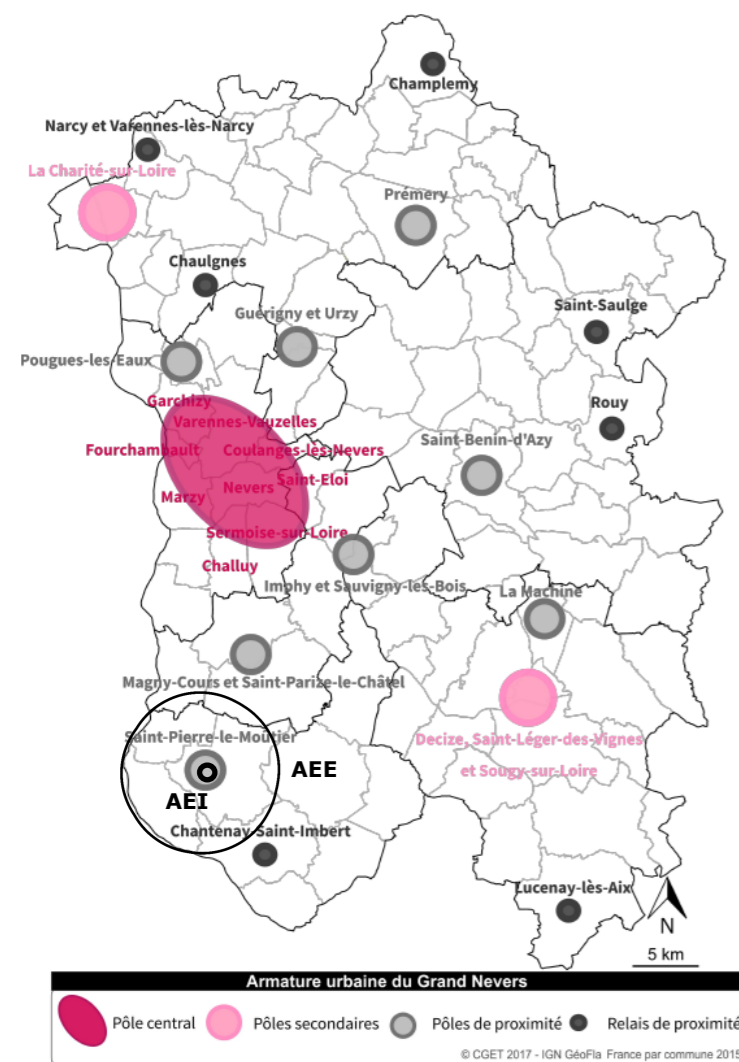 Champlemy
Narcy et Varennes-lès-Narcy
La Charité-sur-Loire
Prémery
Chaulgnes
Saint-Saulge
Guérigny et Urzy
Pougues-les-Eaux
Garchizy
Rouy
Varennes-Vauzelles
Saint-Benin-d'Azy
Fourchambault
Coulanges-lès-Nevers
Saint-Eloi
Nevers
Marzy
Sermoise-sur-Loire
Challuy
Imphy et Sauvigny-les-Bois
La Machine
Magny-Cours et Saint-Parize-le-Châtel
Saint-Pierre-le-Moûtier
Decize, Saint-Léger-des-Vignes
et Sougy-sur-Loire
AEE
AEI
Chantenay-Saint-Imbert
Lucenay-lès-Aix
N
5 km
Armature urbaine du Grand Nevers
Pôle central
Pôles secondaires
Pôles de proximité
Relais de proximité
© CGET 2017 - IGN GéoFla France par commune 2015